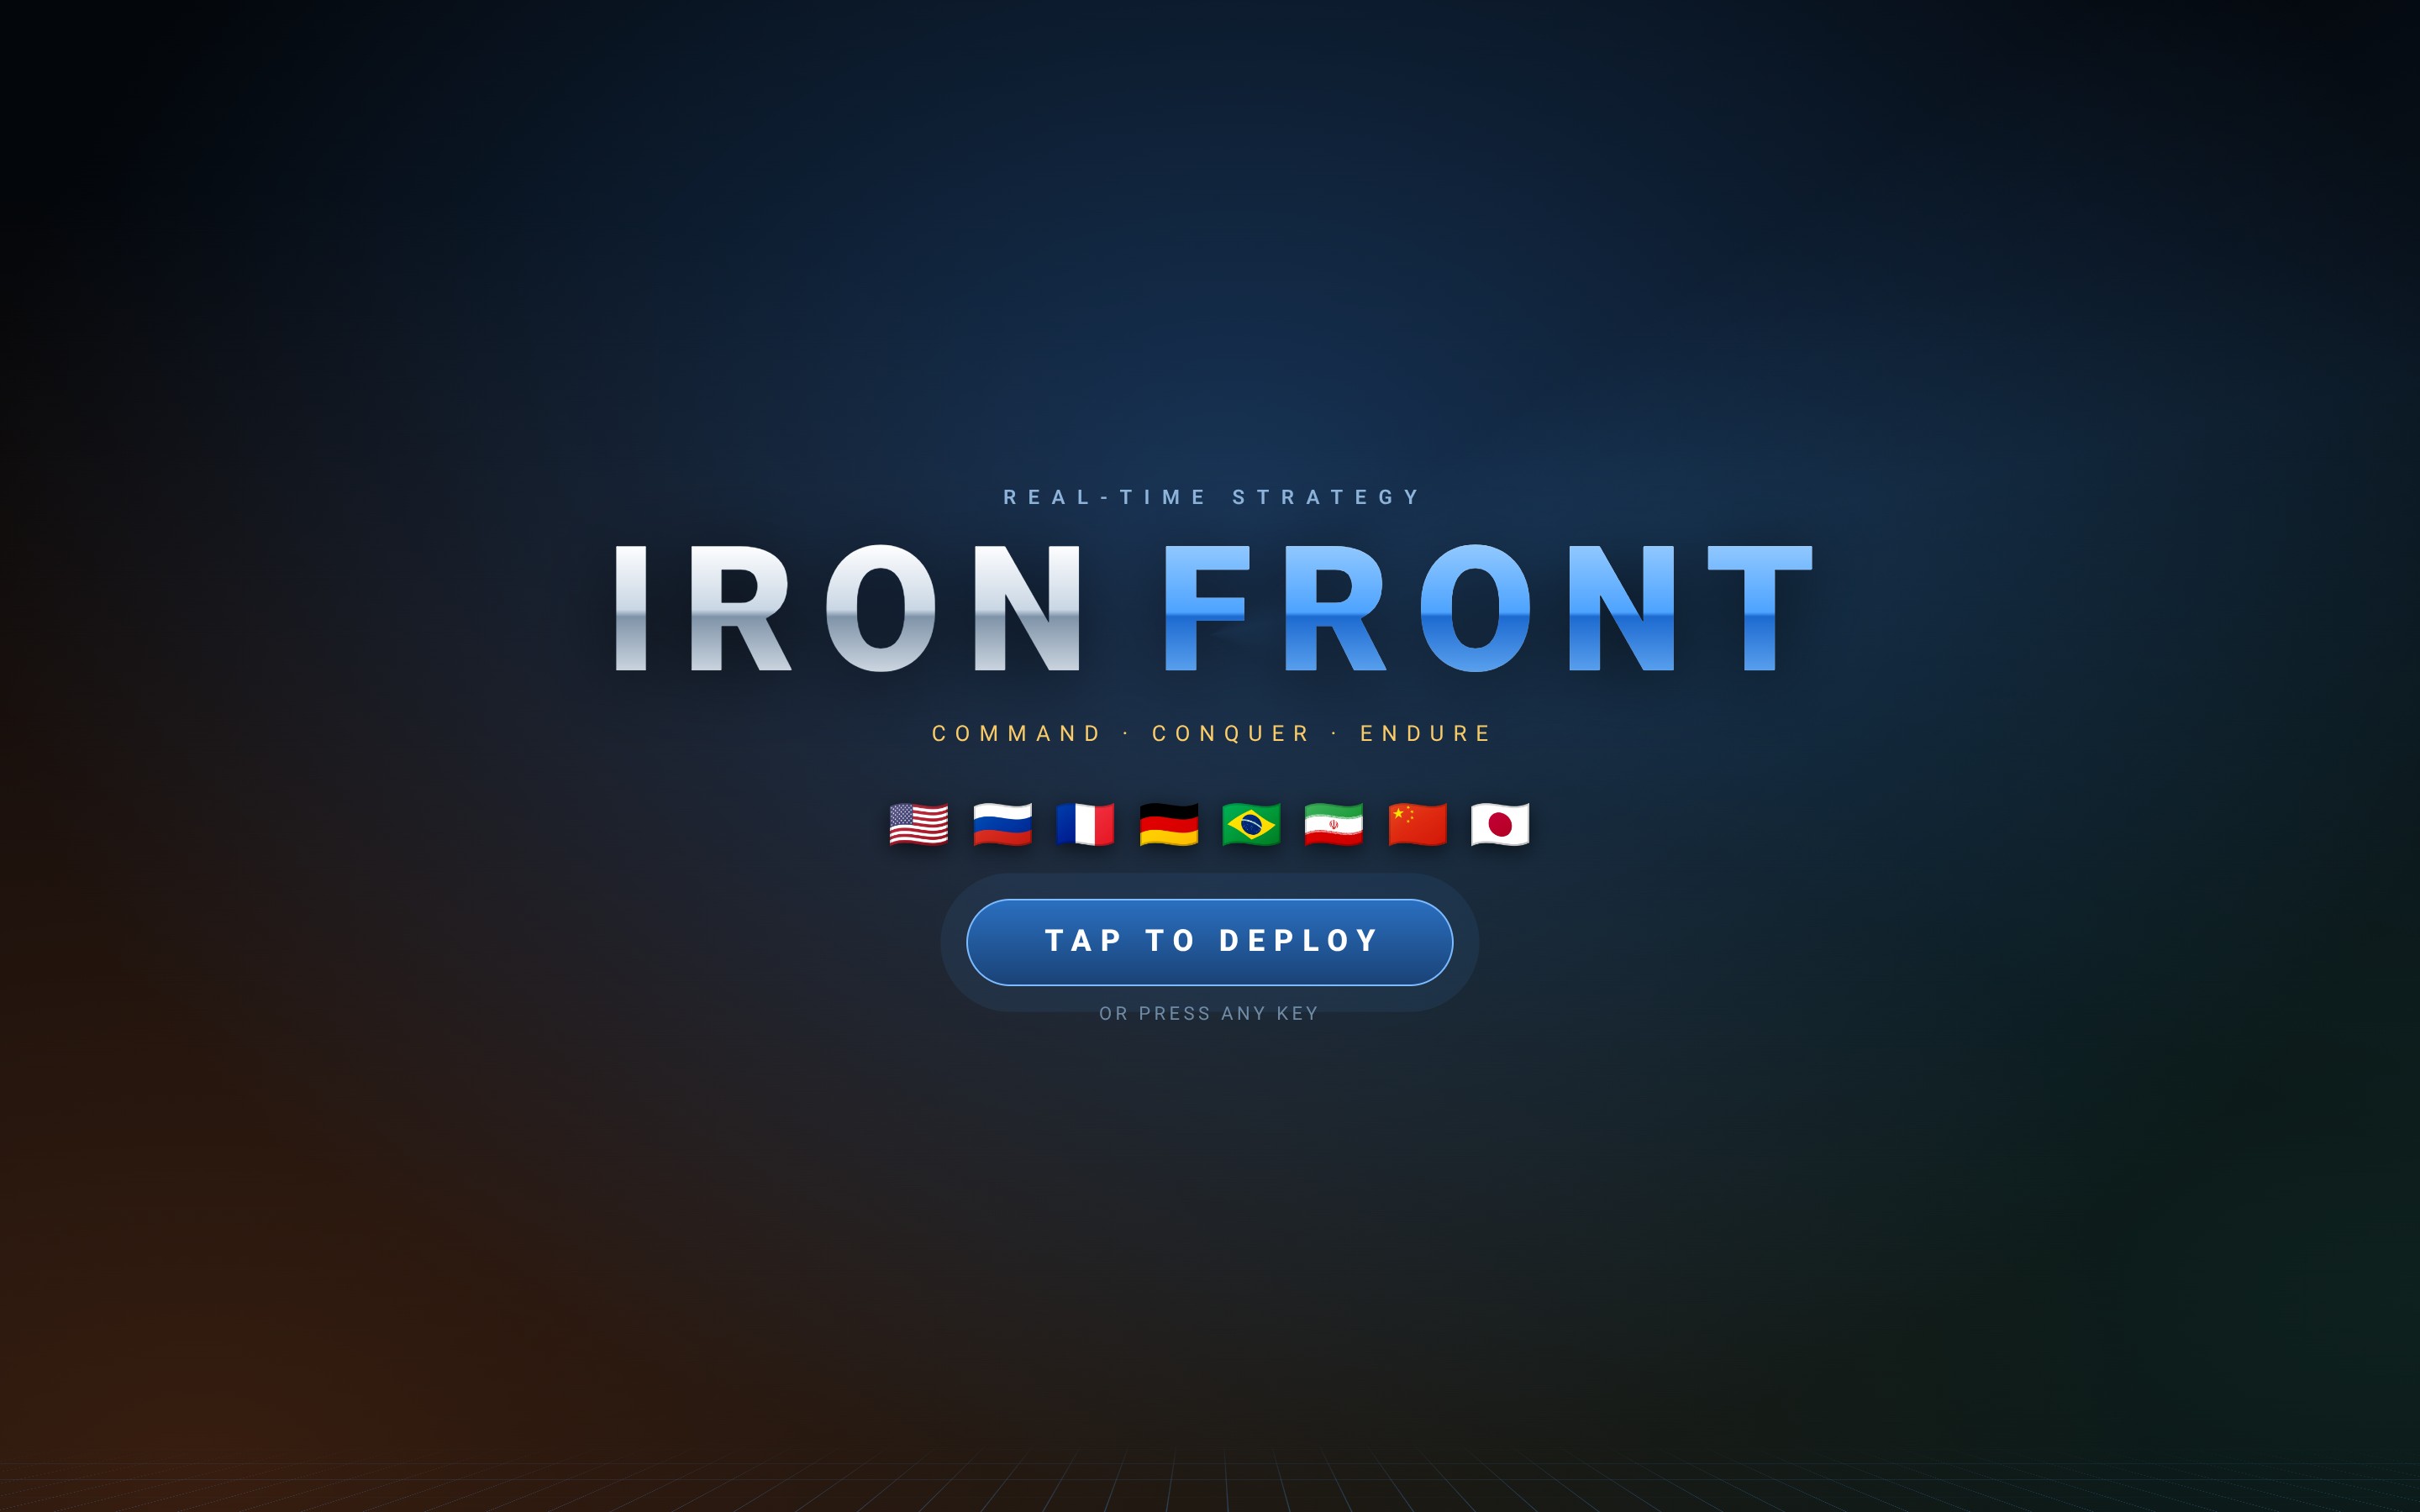 REAL-TIME STRATEGY
IRON FRONT
COMMAND · CONQUER · ENDURE
TAP TO DEPLOY
OR PRESS ANY KEY